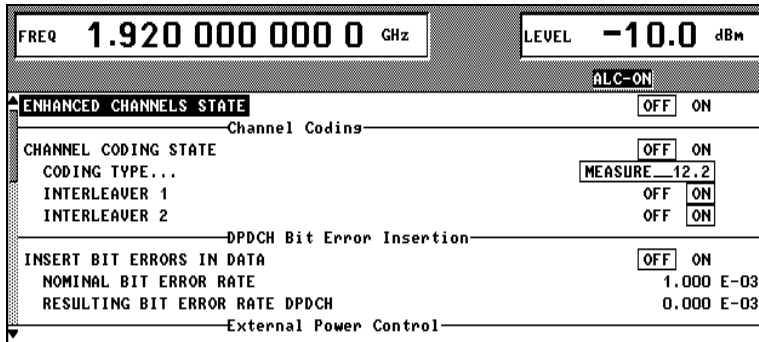 FREQ 1.920 000 000 0 GHz LEVEL -10.0 dBm
ALC-ON
ENHANCED CHANNELS STATE OFF ON
Channel Coding
CHANNEL CODING STATE OFF ON
CODING TYPE... MEASURE__12.2
INTERLEAVER 1 OFF ON
INTERLEAVER 2 OFF ON
DPDCH Bit Error Insertion
INSERT BIT ERRORS IN DATA OFF ON
NOMINAL BIT ERROR RATE 1.000 E-03
RESULTING BIT ERROR RATE DPDCH 0.000 E-03
External Power Control